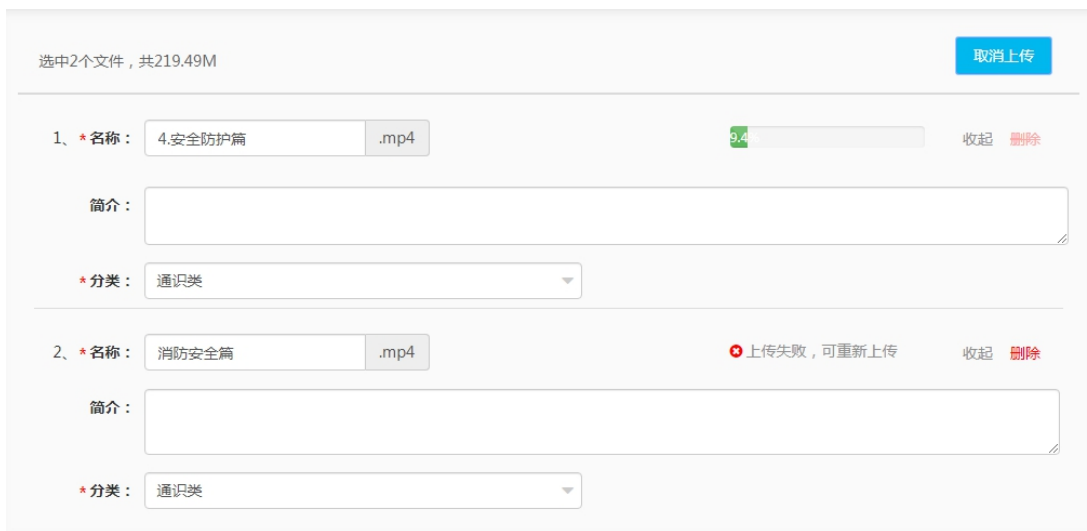 选中2个文件，共219.49M 取消上传
1、*名称： 4.安全防护篇 .mp4 9.4 收起 删除
简介：
*分类： 通识类
2、*名称： 消防安全篇 .mp4 上传失败，可重新上传 收起 删除
简介：
*分类： 通识类